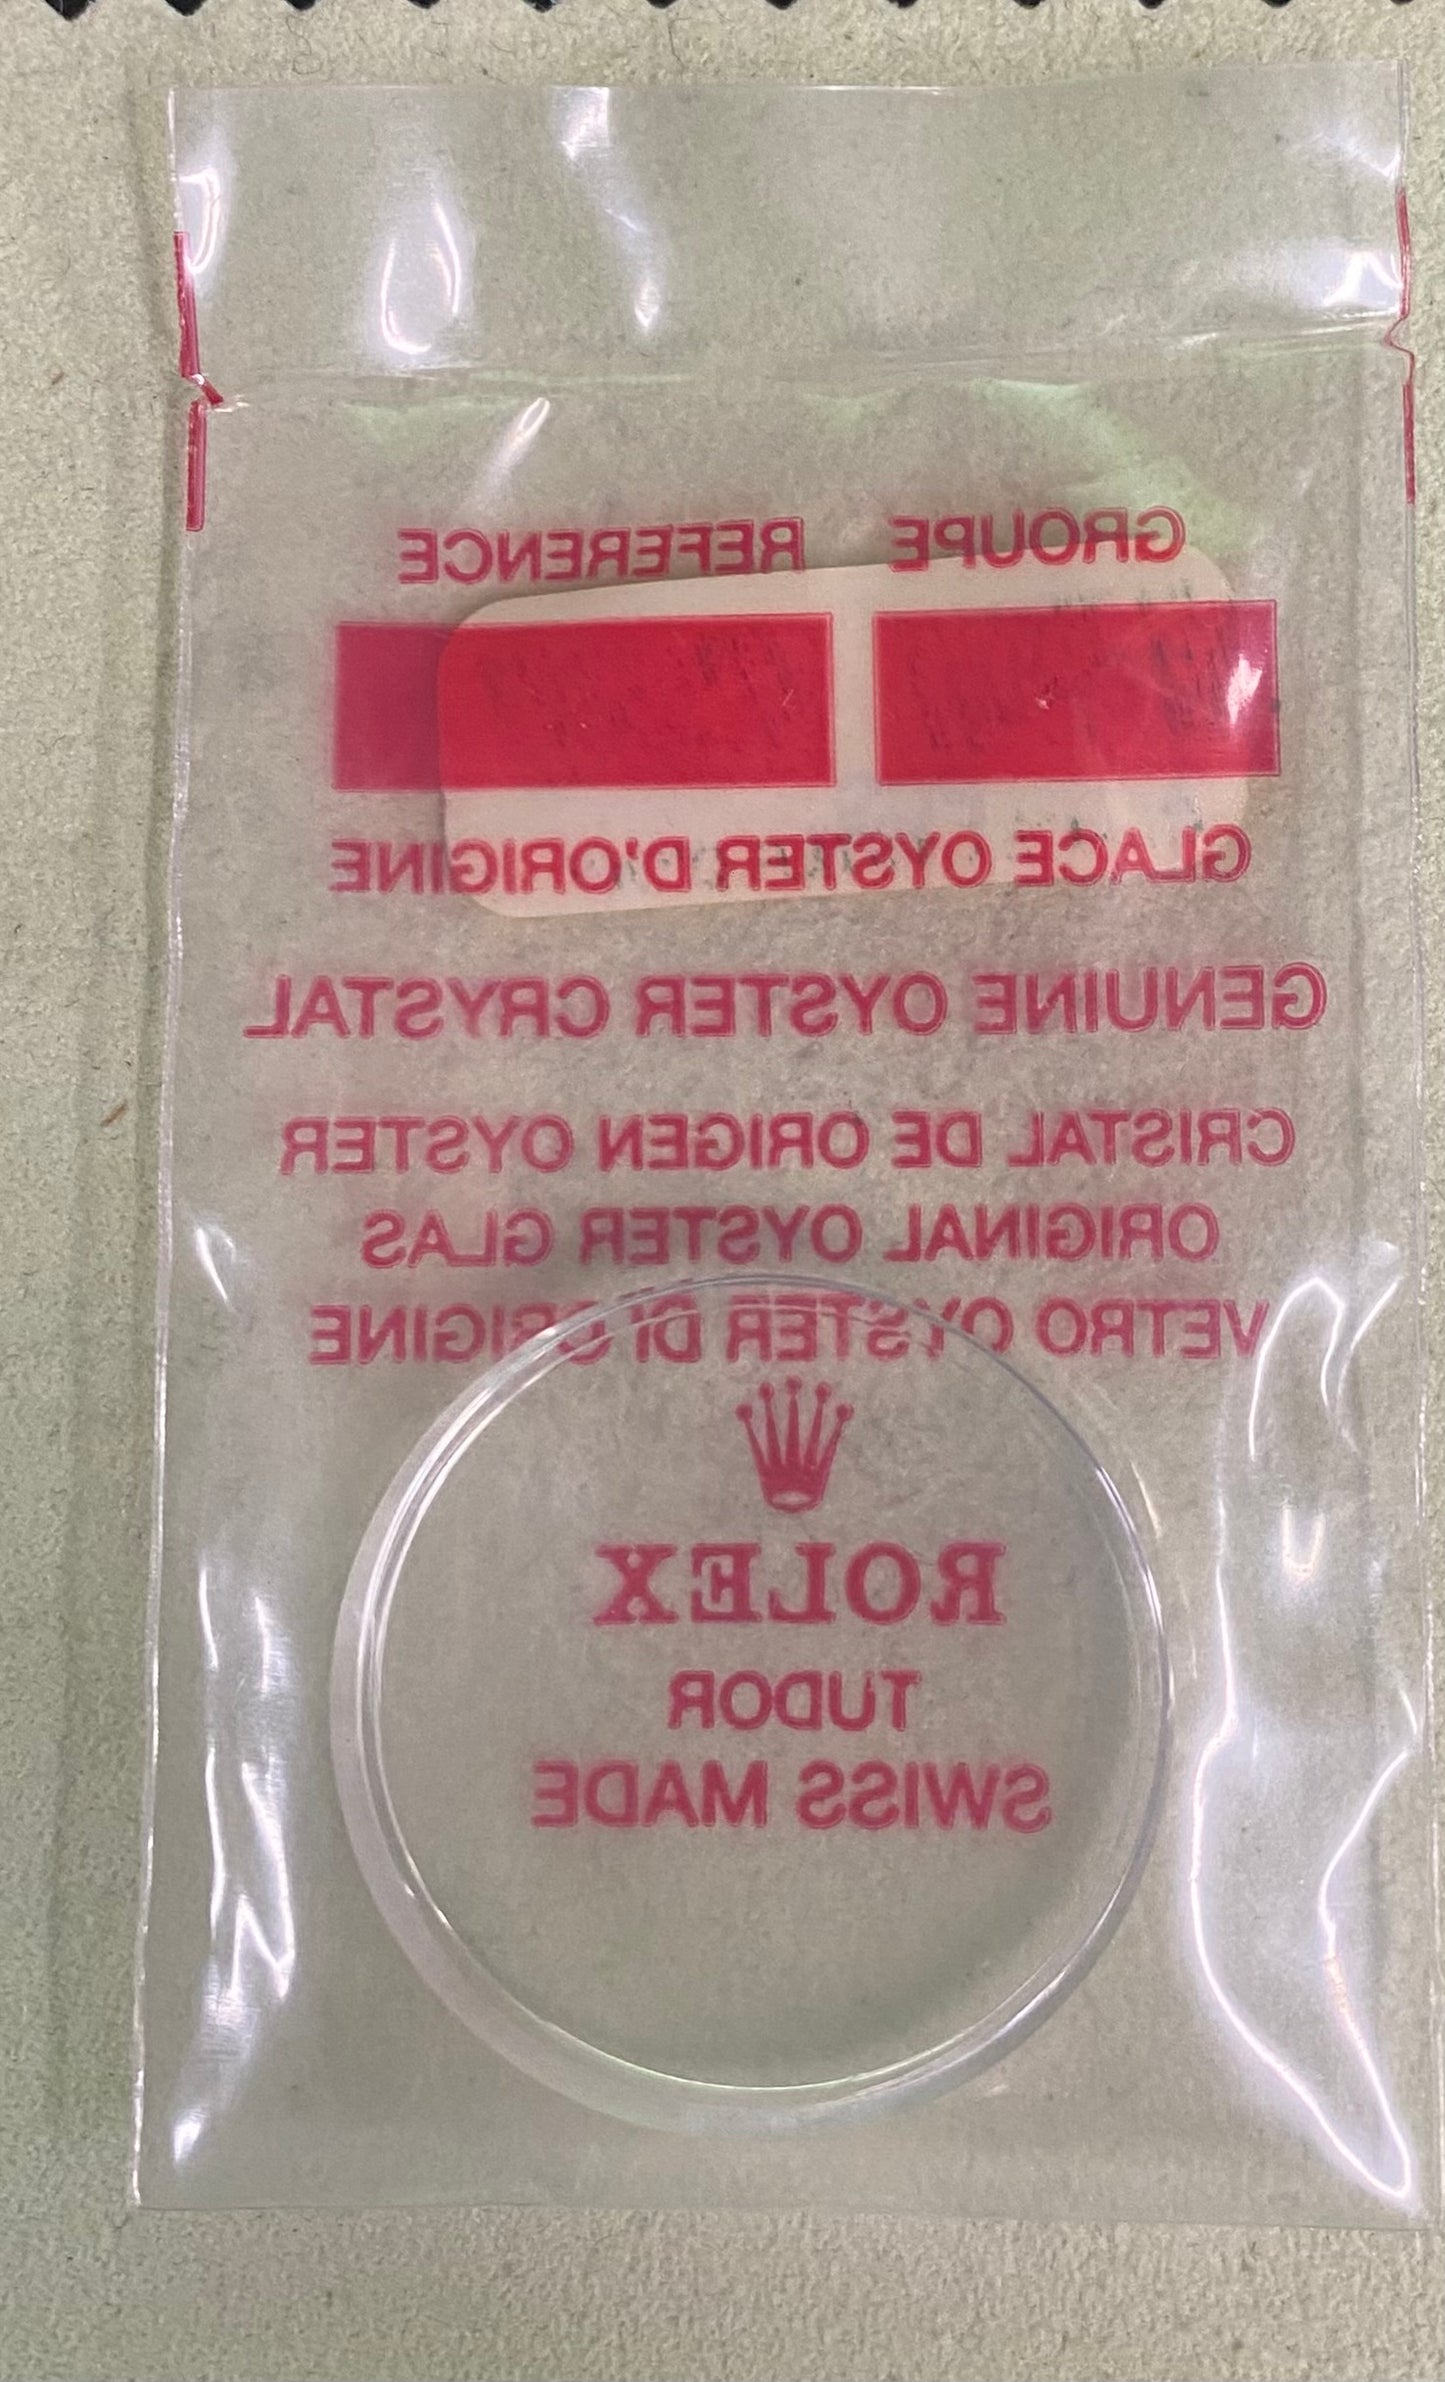 GROUPE REFERENCE
GLACE OYSTER D'ORIGINE
GENUINE OYSTER CRYSTAL
CRISTAL DE ORIGEN OYSTER
ORIGINAL OYSTER GLAS
VETRO OYSTER DI ORIGINE
ROLEX
TUDOR
SWISS MADE